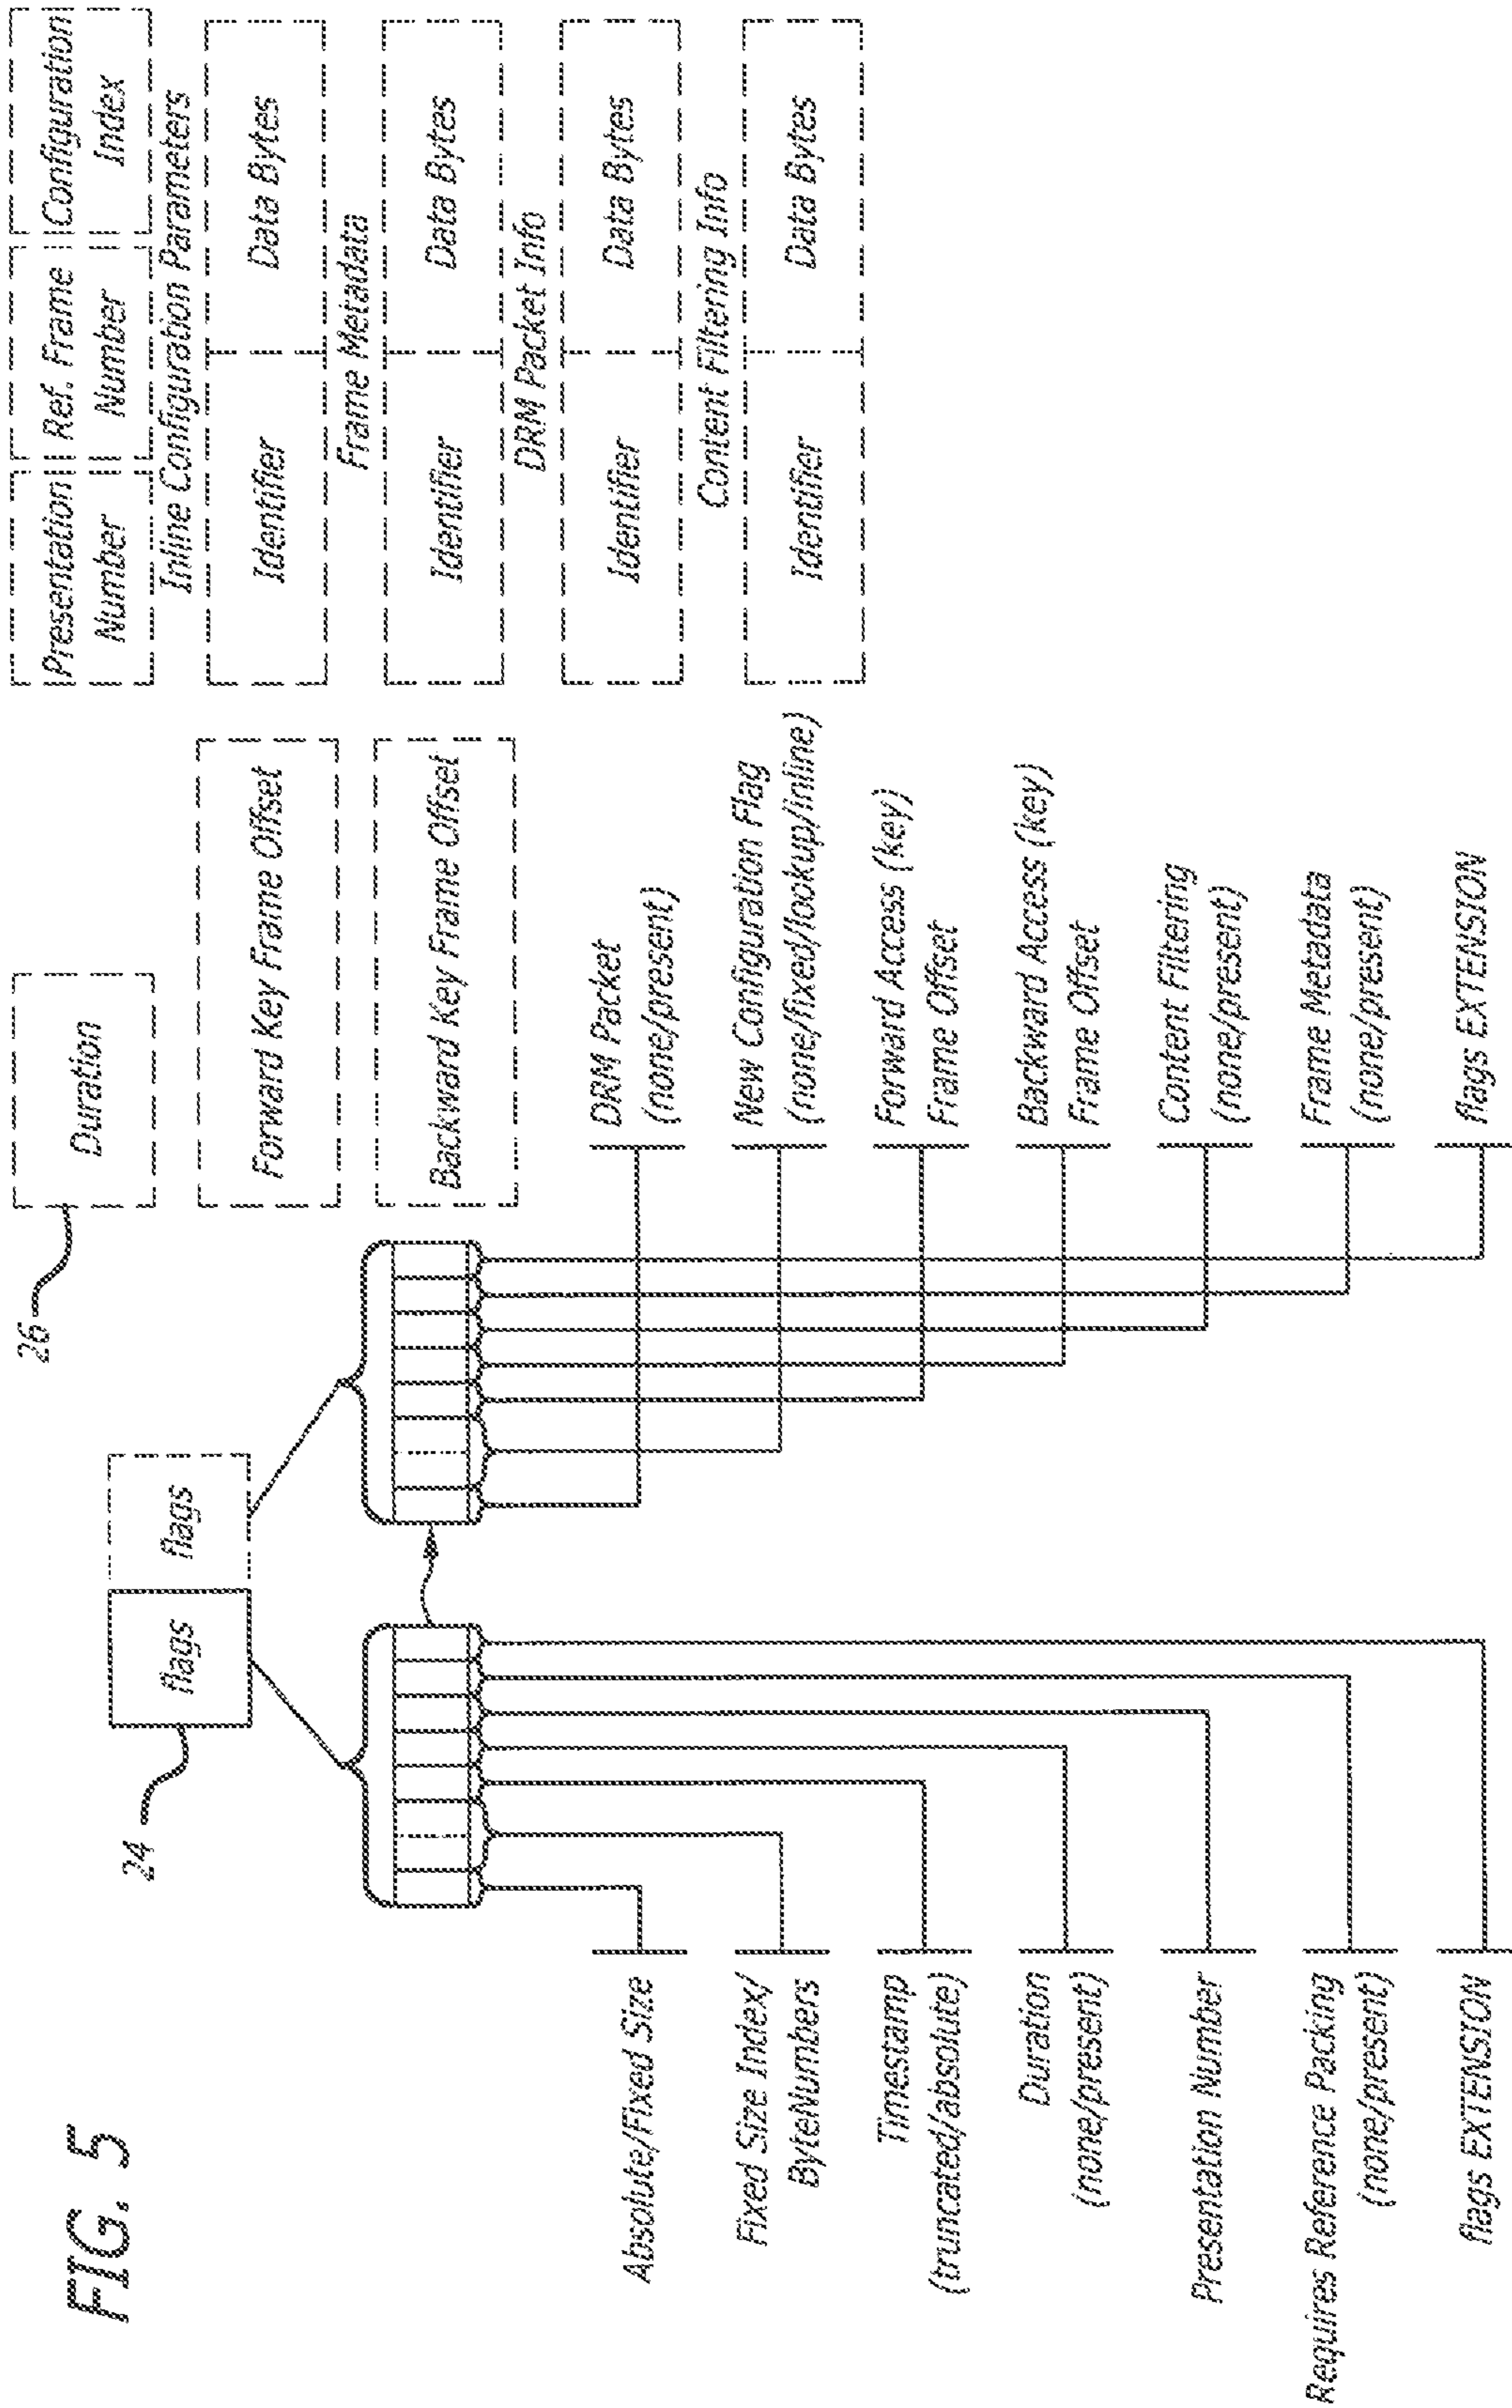 FIG. 5
24
flags
flags
26
Duration
Presentation
Number
Ref. Frame
Number
Configuration
Index
Forward Key Frame Offset
Backward Key Frame Offset
Inline Configuration Parameters
Identifier
Data Bytes
Frame Metadata
Identifier
Data Bytes
DRM Packet Info
Identifier
Data Bytes
Content Filtering Info
Identifier
Data Bytes
Absolute/Fixed Size
Fixed Size Index/
ByteNumbers
Timestamp
(truncated/absolute)
Duration
(none/present)
Presentation Number
Requires Reference Packing
(none/present)
flags EXTENSION
DRM Packet
(none/present)
New Configuration Flag
(none/fixed/lookup/inline)
Forward Access (key)
Frame Offset
Backward Access (key)
Frame Offset
Content Filtering
(none/present)
Frame Metadata
(none/present)
flags EXTENSION